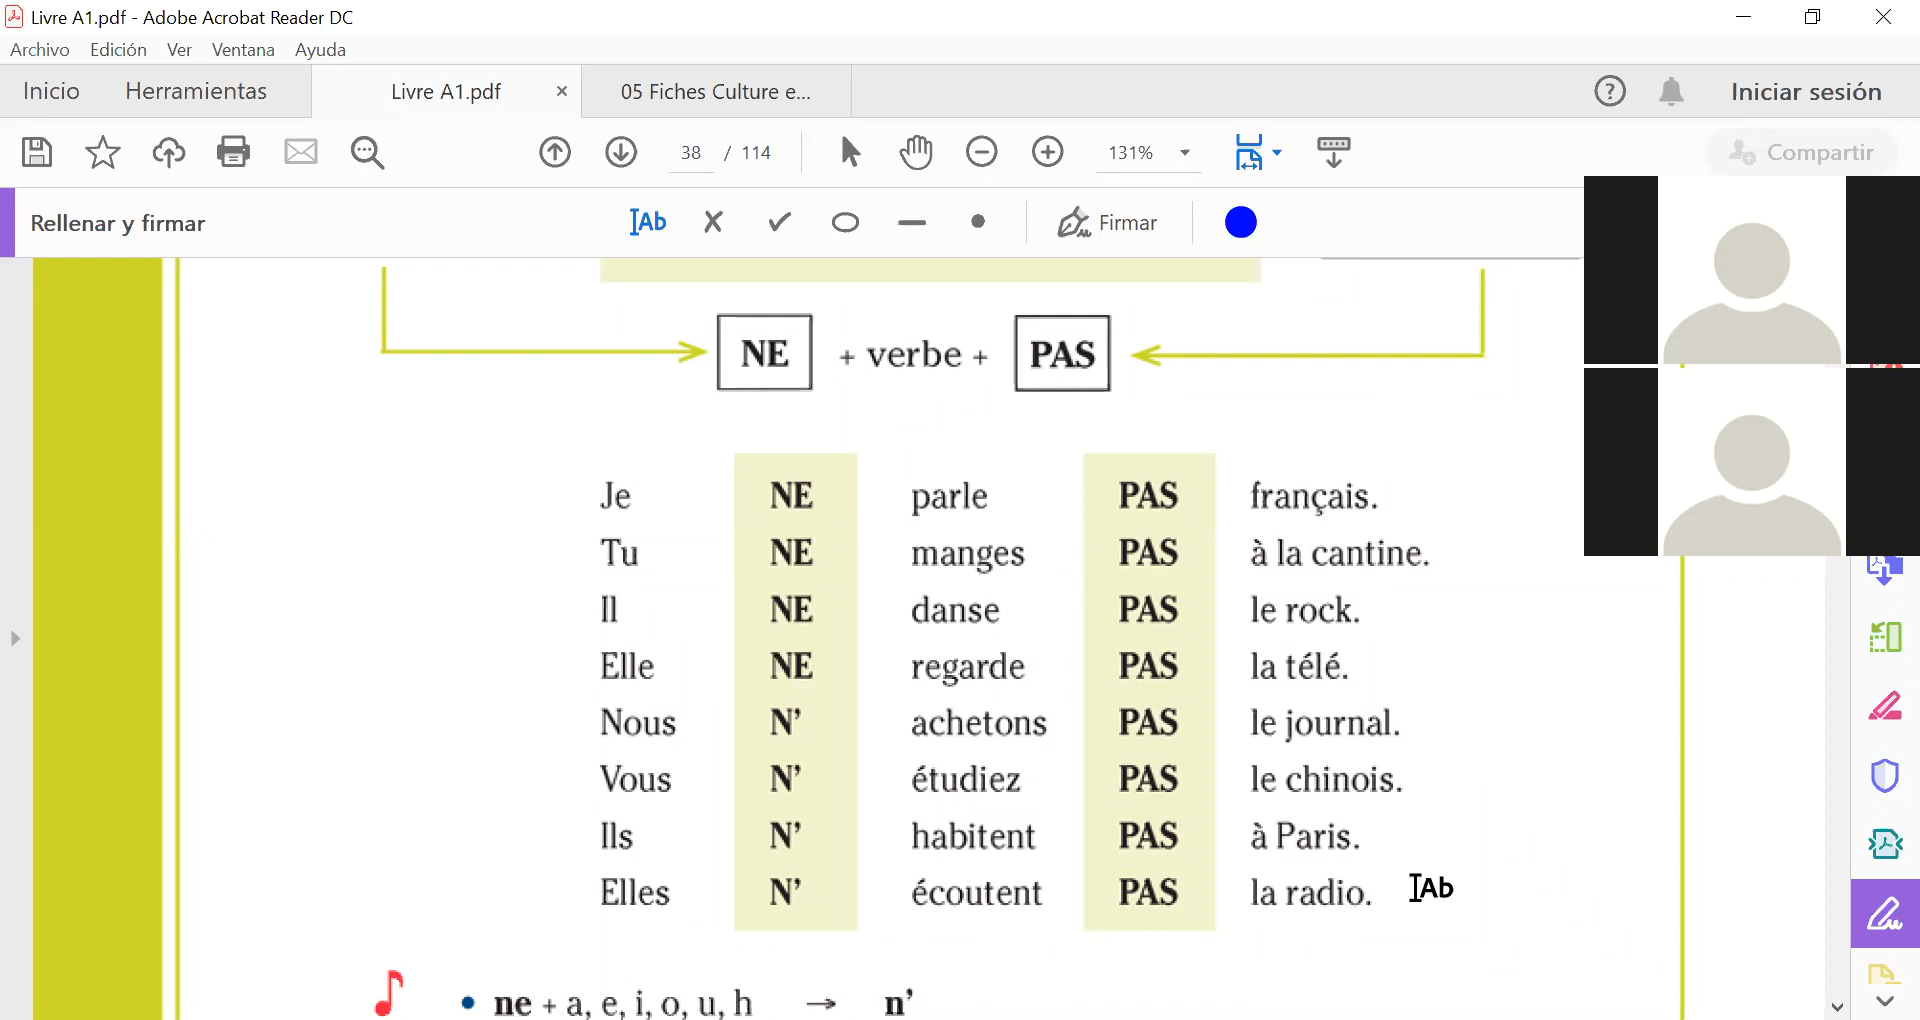 Livre A1.pdf - Adobe Acrobat Reader DC
Archivo Edición Ver Ventana Ayuda
Inicio Herramientas Livre A1.pdf × 05 Fiches Culture e... ? Iniciar sesión
38 / 114 131% Compartir
Rellenar y firmar Ab Firmar
NE + verbe + PAS
Je NE parle PAS français.
Tu NE manges PAS à la cantine.
Il NE danse PAS le rock.
Elle NE regarde PAS la télé.
Nous N' achetons PAS le journal.
Vous N' étudiez PAS le chinois.
Ils N' habitent PAS à Paris.
Elles N' écoutent PAS la radio. Ab
• ne + a, e, i, o, u, h → n'